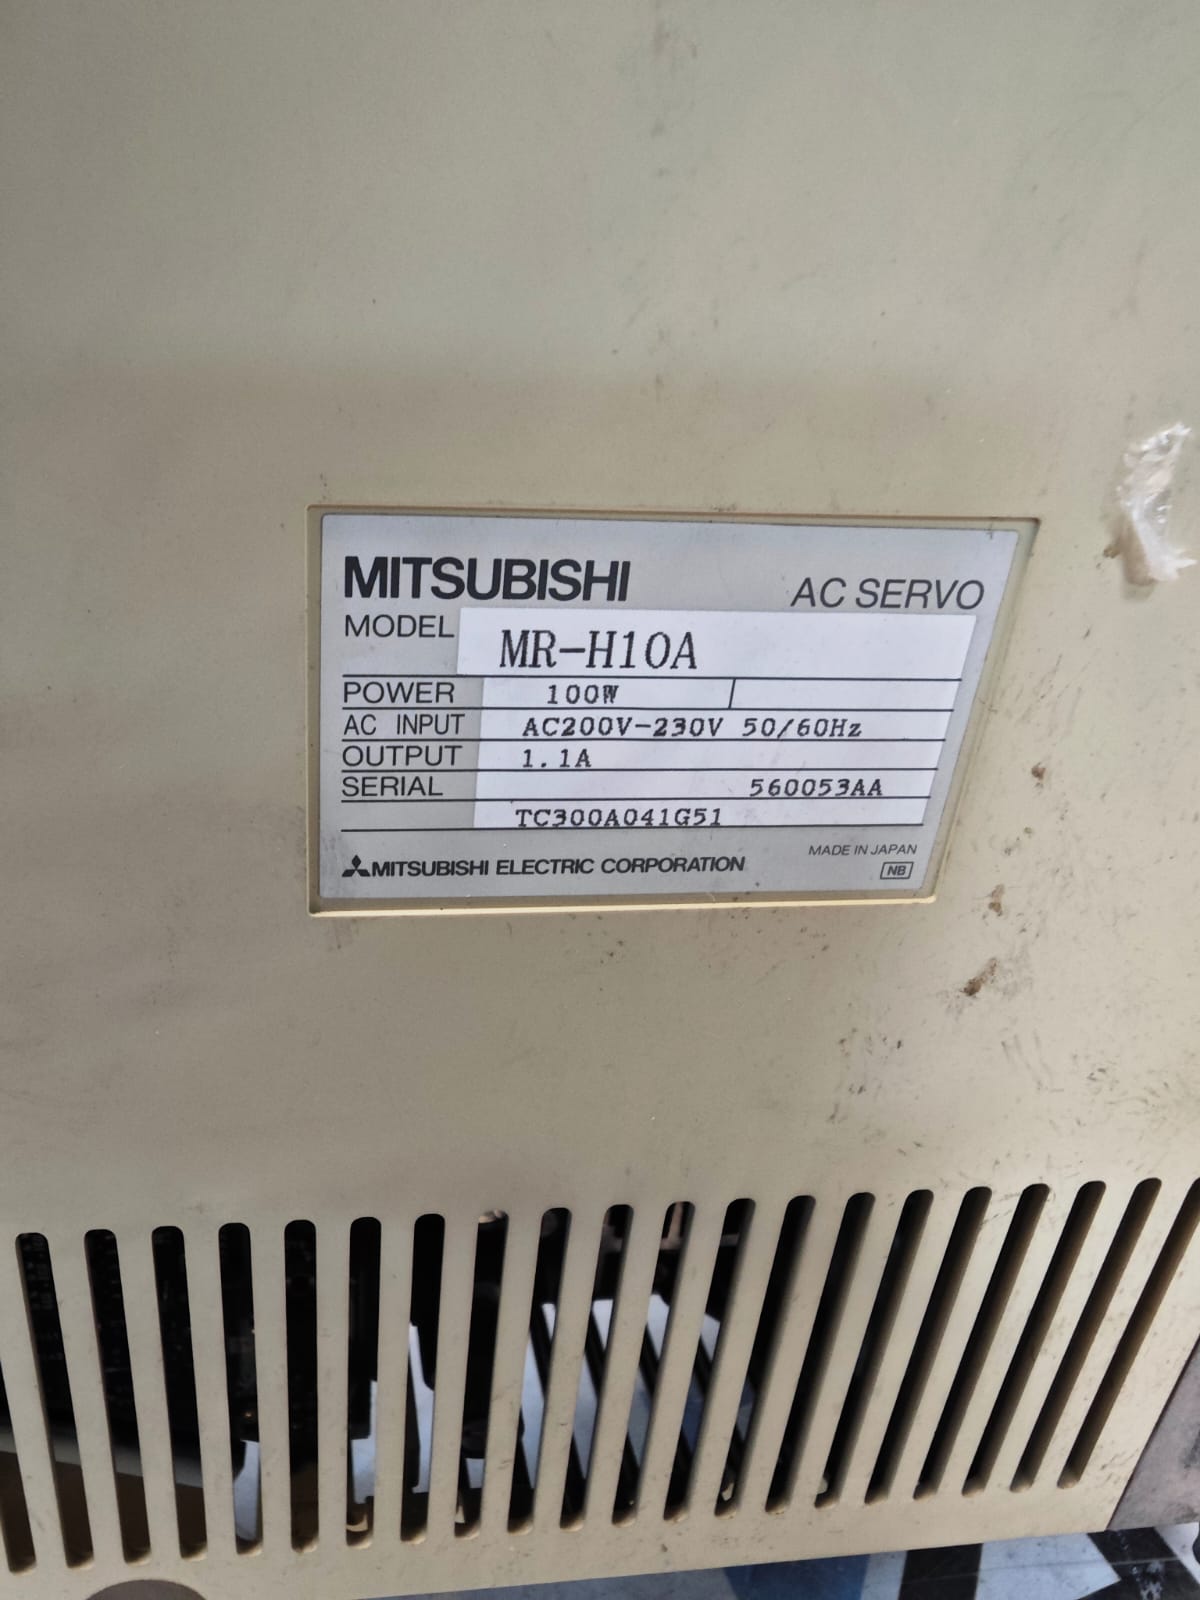 MITSUBISHI AC SERVO
MODEL MR-H10A
POWER 100W
AC INPUT AC200V-230V 50/60Hz
OUTPUT 1.1A
SERIAL 560053AA
TC300A041G51
MITSUBISHI ELECTRIC CORPORATION MADE IN JAPAN
NB